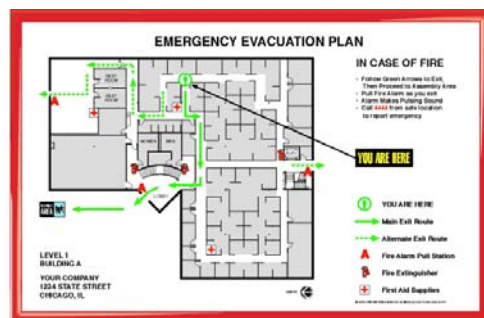 EMERGENCY EVACUATION PLAN
IN CASE OF FIRE
- Follow Green Arrows to Exit,
Then Proceed to Assembly Area
- Pull Fire Alarm as you exit
- Alarm Makes Pulsing Sound
- Call #### from safe location
to report emergency
YOU ARE HERE
WOMEN
MEN
LOBBY
AREA
A
A
A
YOU ARE HERE
Main Exit Route
Alternate Exit Route
A Fire Alarm Pull Station
Fire Extinguisher
First Aid Supplies
LEVEL 1
BUILDING A
YOUR COMPANY
1234 STATE STREET
CHICAGO, IL